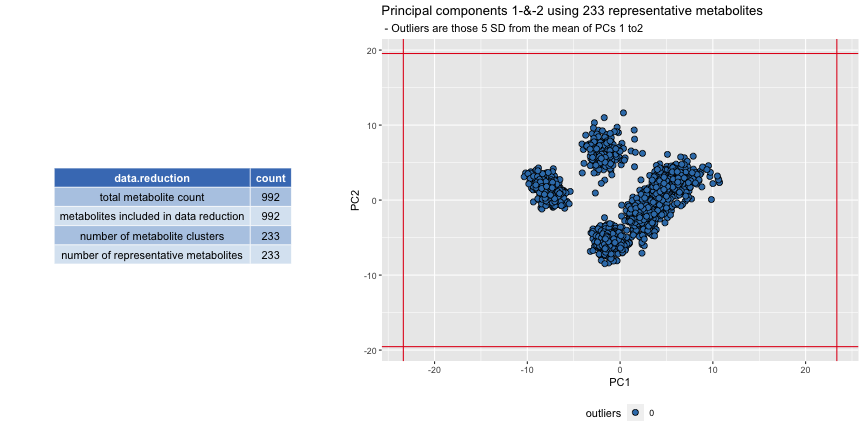 Principal components 1-&-2 using 233 representative metabolites
- Outliers are those 5 SD from the mean of PCs 1 to2
data.reduction count
total metabolite count 992
metabolites included in data reduction 992
number of metabolite clusters 233
number of representative metabolites 233
PC2
20
10
0
-10
-20
-20 -10 0 10 20
PC1
outliers 0